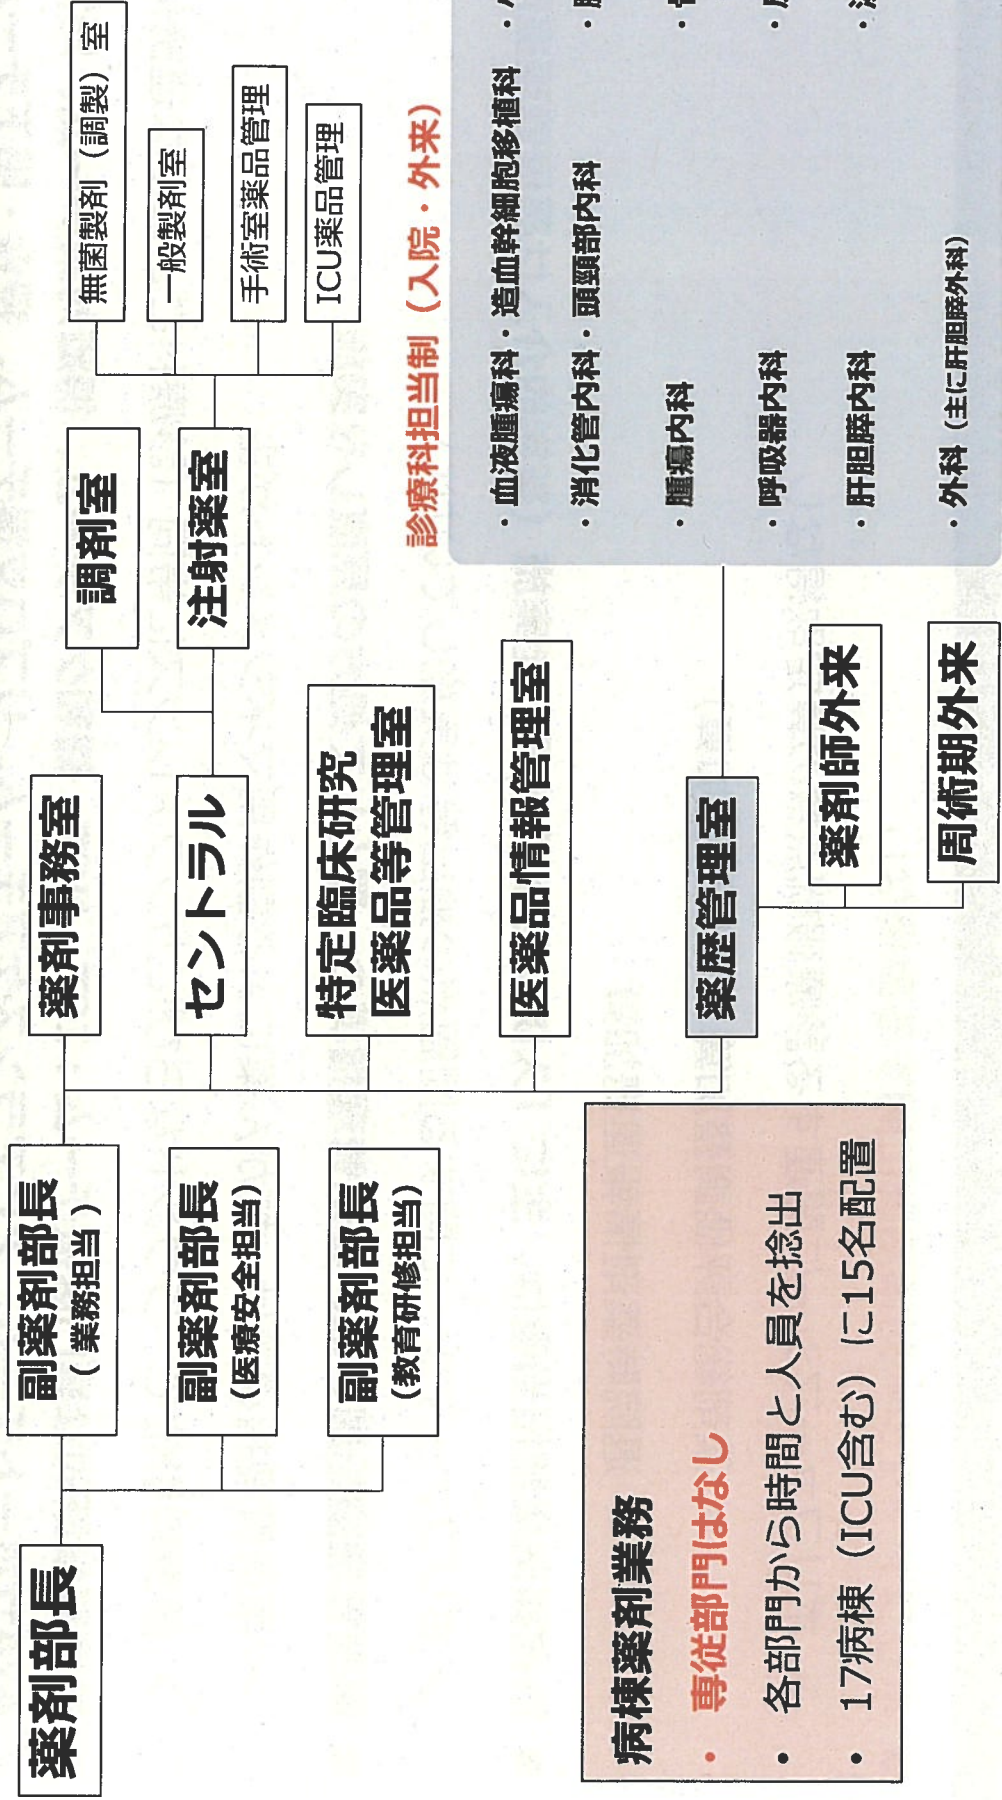 薬剤部長
副薬剤部長
（ 業務担当 ）
副薬剤部長
（医療安全担当）
副薬剤部長
（教育研修担当）
薬剤事務室
セントラル
調剤室
注射薬室
無菌製剤（調製）室
一般製剤室
手術室薬品管理
ICU薬品管理
特定臨床研究
医薬品等管理室
医薬品情報管理室
薬歴管理室
薬剤師外来
周術期外来
診療科担当制（入院・外来）
・血液腫瘍科・造血幹細胞移植科
・消化管内科・頭頸部内科
・腫瘍内科
・呼吸器内科
・肝胆膵内科
・外科（主に肝胆膵外科）
病棟薬剤業務
• 専従部門はなし
• 各部門から時間と人員を捻出
• 17病棟（ICU含む）に15名配置